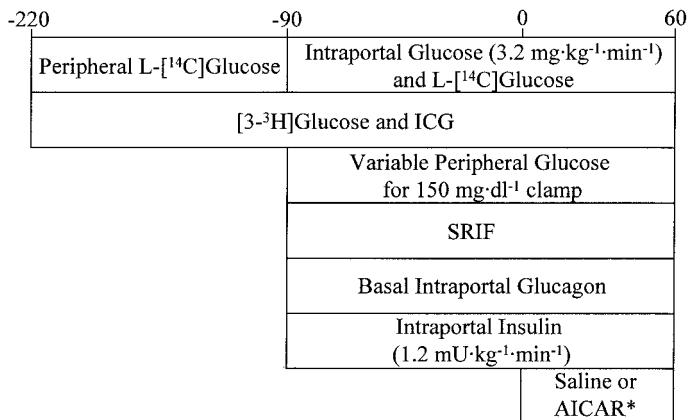 -220 -90 0 60
Peripheral L-[¹⁴C]Glucose
Intraportal Glucose (3.2 mg·kg⁻¹·min⁻¹)
and L-[¹⁴C]Glucose
[3-³H]Glucose and ICG
Variable Peripheral Glucose
for 150 mg·dl⁻¹ clamp
SRIF
Basal Intraportal Glucagon
Intraportal Insulin
(1.2 mU·kg⁻¹·min⁻¹)
Saline or
AICAR*